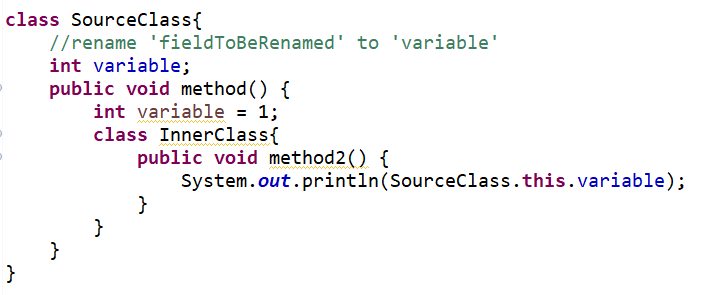 class SourceClass{
    //rename 'fieldToBeRenamed' to 'variable'
    int variable;
    public void method() {
        int variable = 1;
        class InnerClass{
            public void method2() {
                System.out.println(SourceClass.this.variable);
            }
        }
    }
}